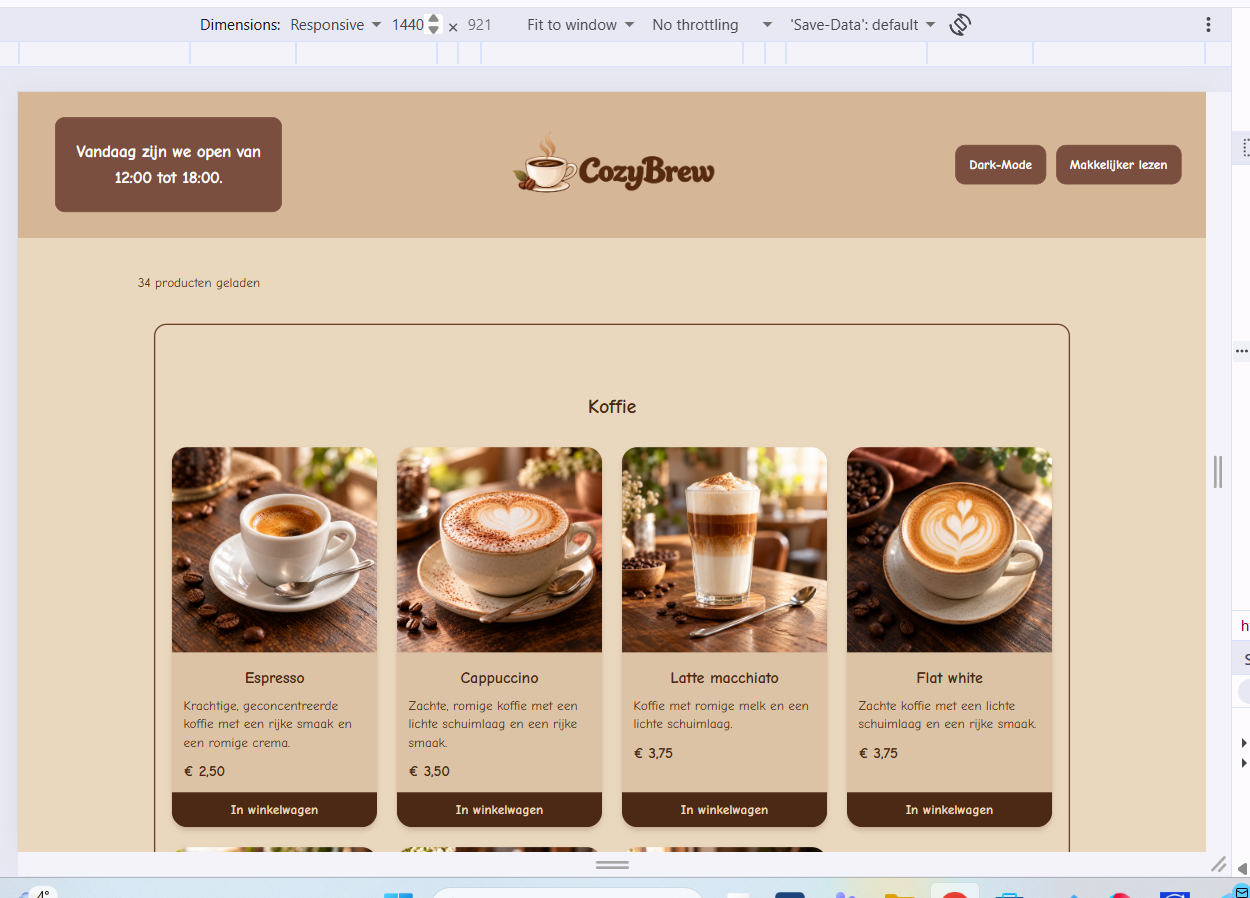 Dimensions: Responsive 1440 × 921 Fit to window No throttling 'Save-Data': default
Vandaag zijn we open van
12:00 tot 18:00.
CozyBrew
Dark-Mode
Makkelijker lezen
34 producten geladen
Koffie
Espresso
Krachtige, geconcentreerde
koffie met een rijke smaak en
een romige crema.
€ 2,50
In winkelwagen
Cappuccino
Zachte, romige koffie met een
lichte schuimlaag en een rijke
smaak.
€ 3,50
In winkelwagen
Latte macchiato
Koffie met romige melk en een
lichte schuimlaag.
€ 3,75
In winkelwagen
Flat white
Zachte koffie met een lichte
schuimlaag en een rijke smaak.
€ 3,75
In winkelwagen
4°